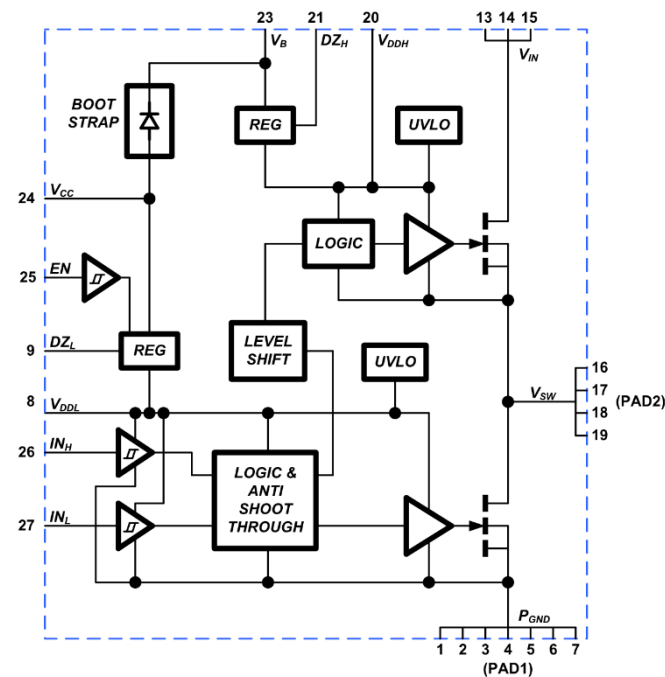 23 21 20 13 14 15
V_B DZ_H V_DDH V_IN
BOOT
STRAP
REG
UVLO
24 V_CC
LOGIC
25 EN
LEVEL
SHIFT
9 DZ_L
REG
UVLO
16
17
V_SW
(PAD2)
18
19
8 V_DDL
26 IN_H
LOGIC &
ANTI
SHOOT
THROUGH
27 IN_L
P_GND
1 2 3 4 5 6 7
(PAD1)